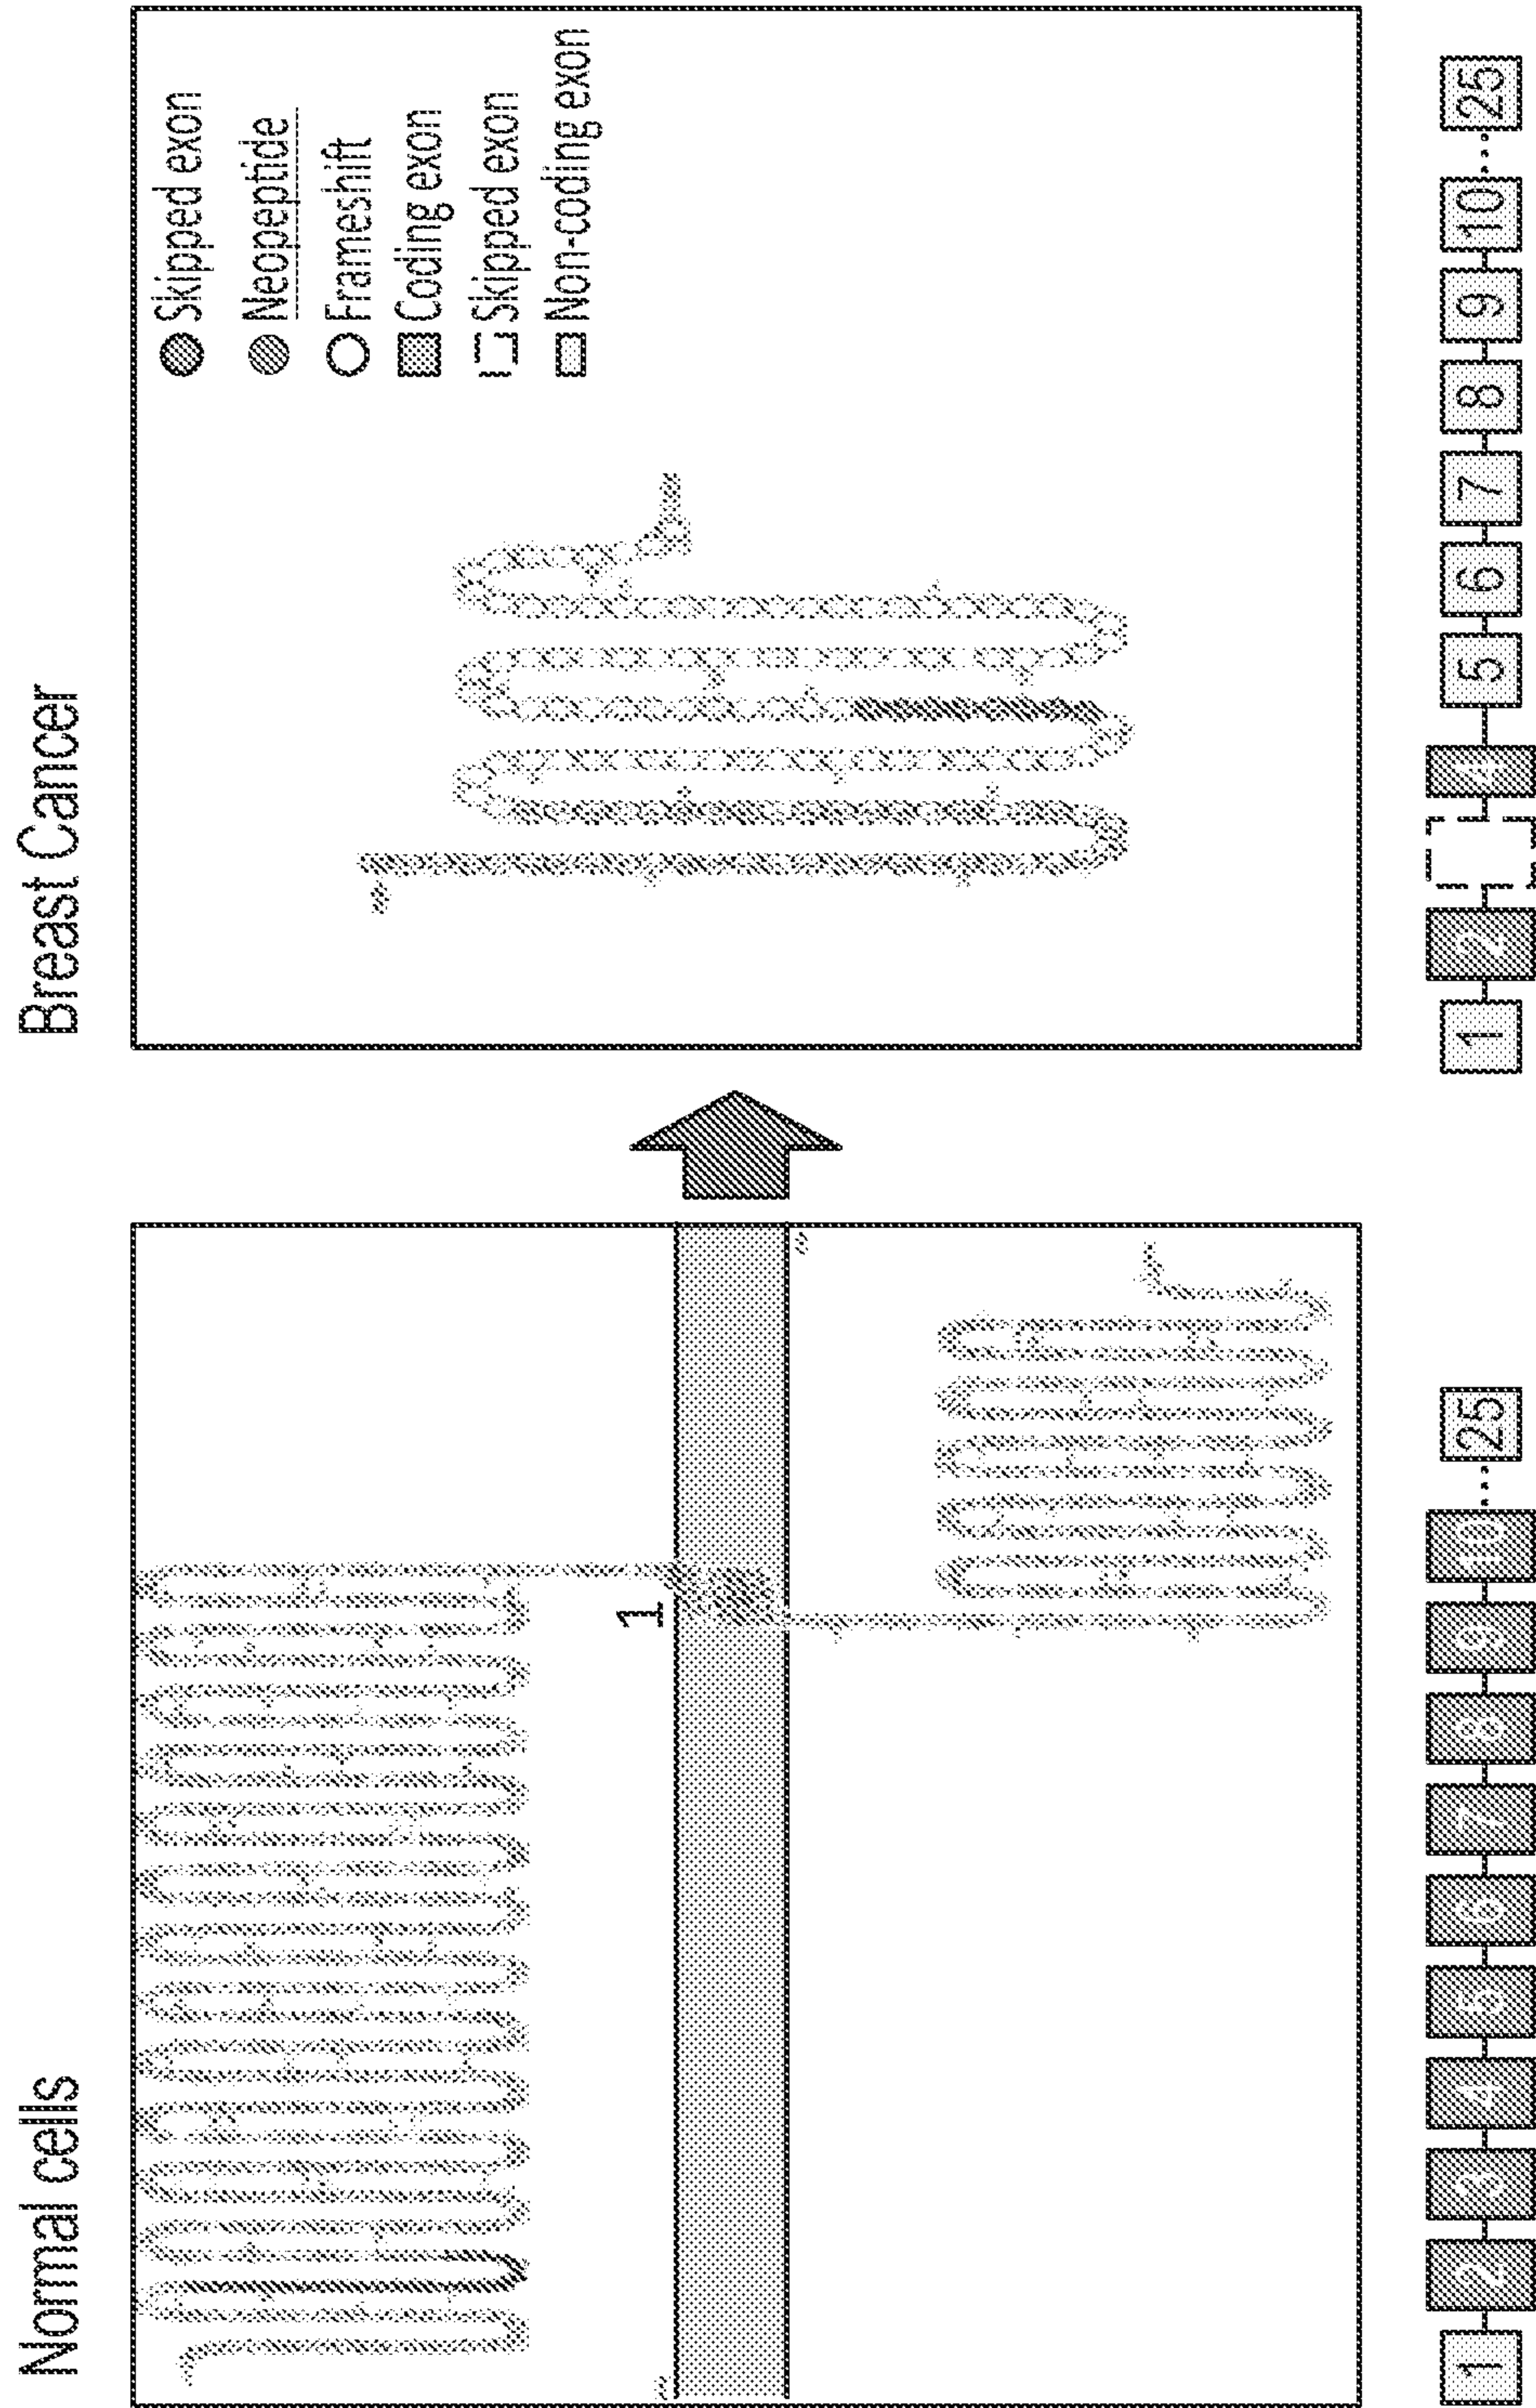 Normal cells
1
1 2 3 4 5 6 7 8 9 10 ... 25
Breast Cancer
Skipped exon
Neopeptide
Frameshift
Coding exon
Skipped exon
Non-coding exon
1 2 4 5 6 7 8 9 10 ... 25